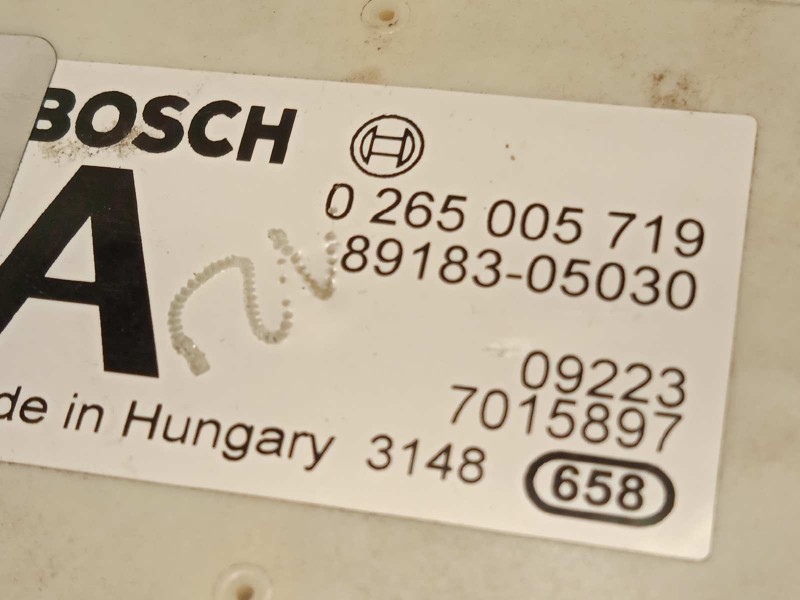 BOSCH
0 265 005 719
A
89183-05030
09223
7015897
de in Hungary 3148
658